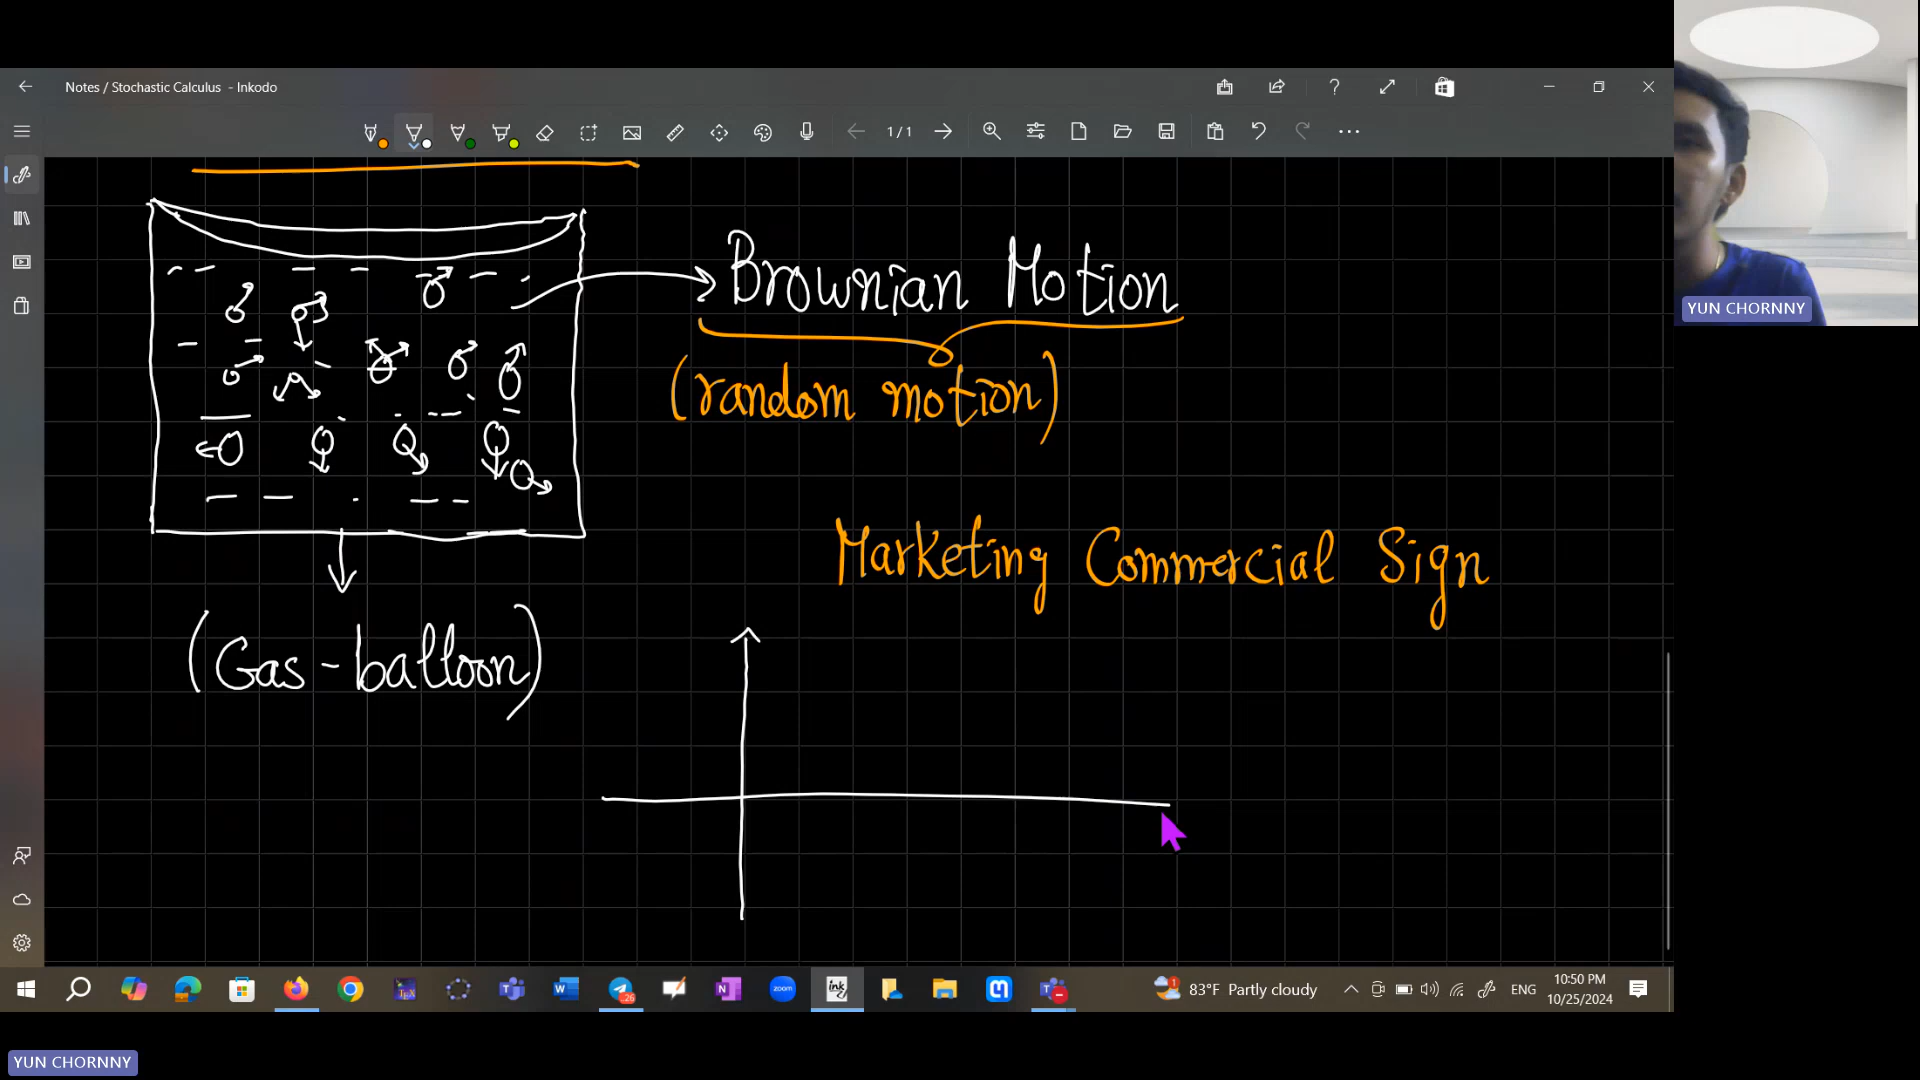 Notes / Stochastic Calculus - Inkodo
1/1
YUN CHORNNY
Brownian Motion
(random motion)
Marketing Commercial Sign
(Gas-balloon)
83°F Partly cloudy
ENG
10:50 PM
10/25/2024
YUN CHORNNY